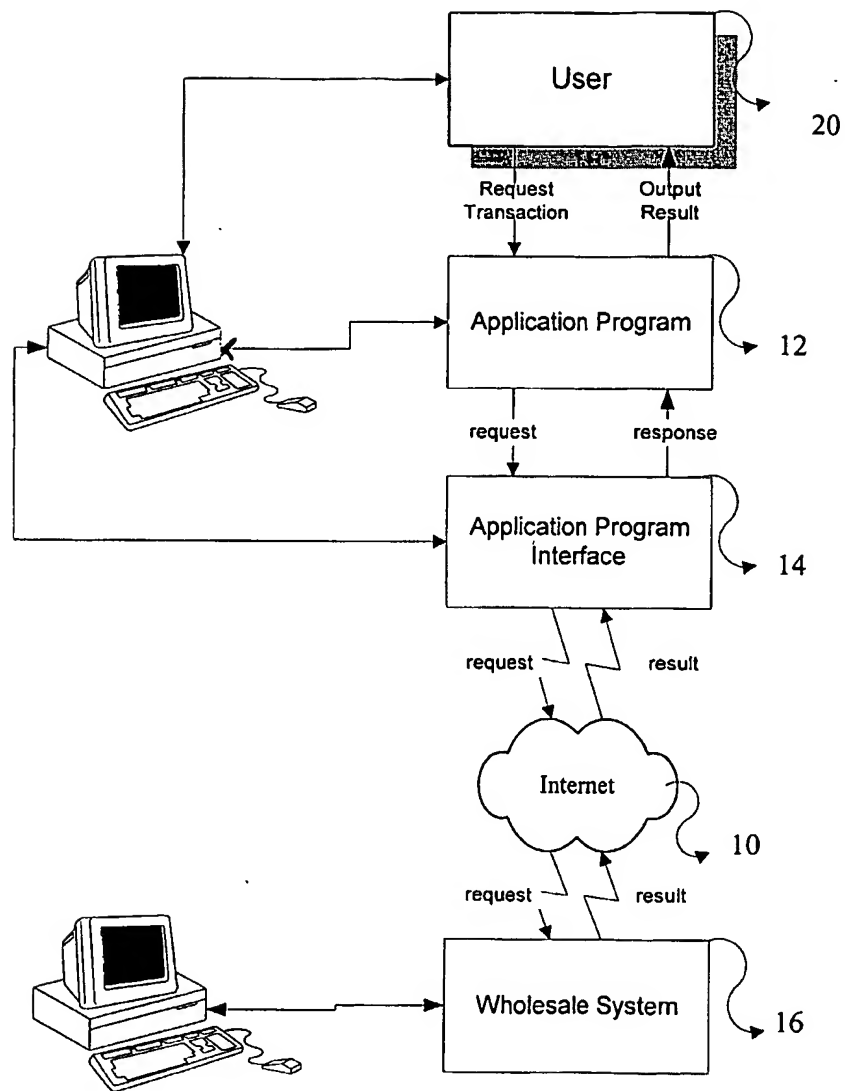 User
20
Request
Transaction
Output
Result
Application Program
12
request
response
Application Program
Interface
14
request
result
Internet
10
request
result
Wholesale System
16